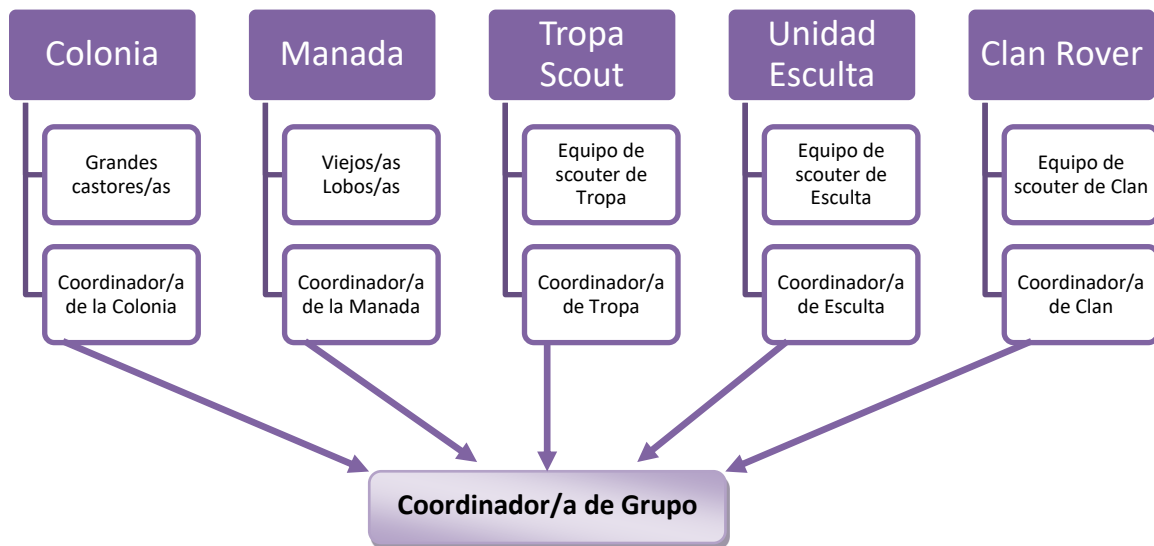 Colonia
Manada
Tropa
Scout
Unidad
Esculta
Clan Rover
Grandes
castores/as
Viejos/as
Lobos/as
Equipo de
scouter de
Tropa
Equipo de
scouter de
Esculta
Equipo de
scouter de Clan
Coordinador/a
de la Colonia
Coordinador/a
de la Manada
Coordinador/a
de Tropa
Coordinador/a
de Esculta
Coordinador/a
de Clan
Coordinador/a de Grupo